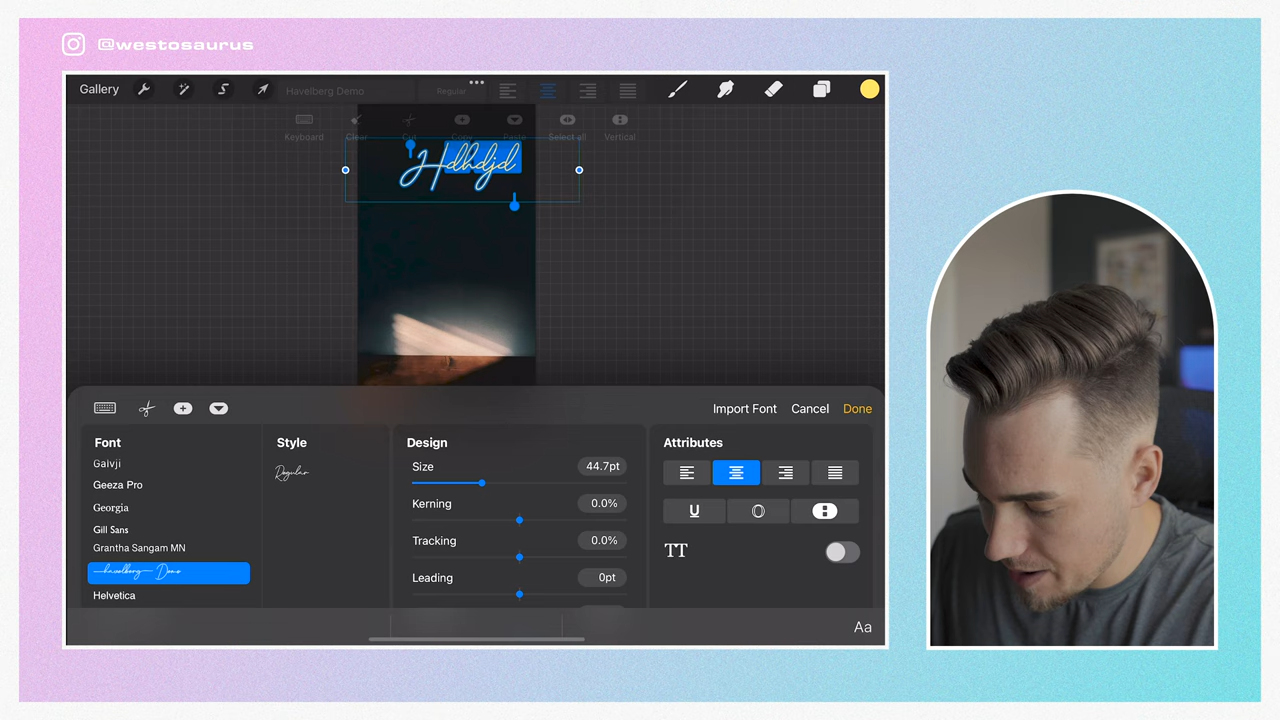 @westosaurus
Gallery
Havelberg Demo
Regular
Keyboard
Clear
Cut
Copy
Paste
Select all
Vertical
Hdhdjd
Import Font
Cancel
Done
Font
Galvji
Geeza Pro
Georgia
Gill Sans
Grantha Sangam MN
Havelberg Demo
Helvetica
Style
Regular
Design
Size
44.7pt
Kerning
0.0%
Tracking
0.0%
Leading
0pt
Attributes
U
O
TT
Aa